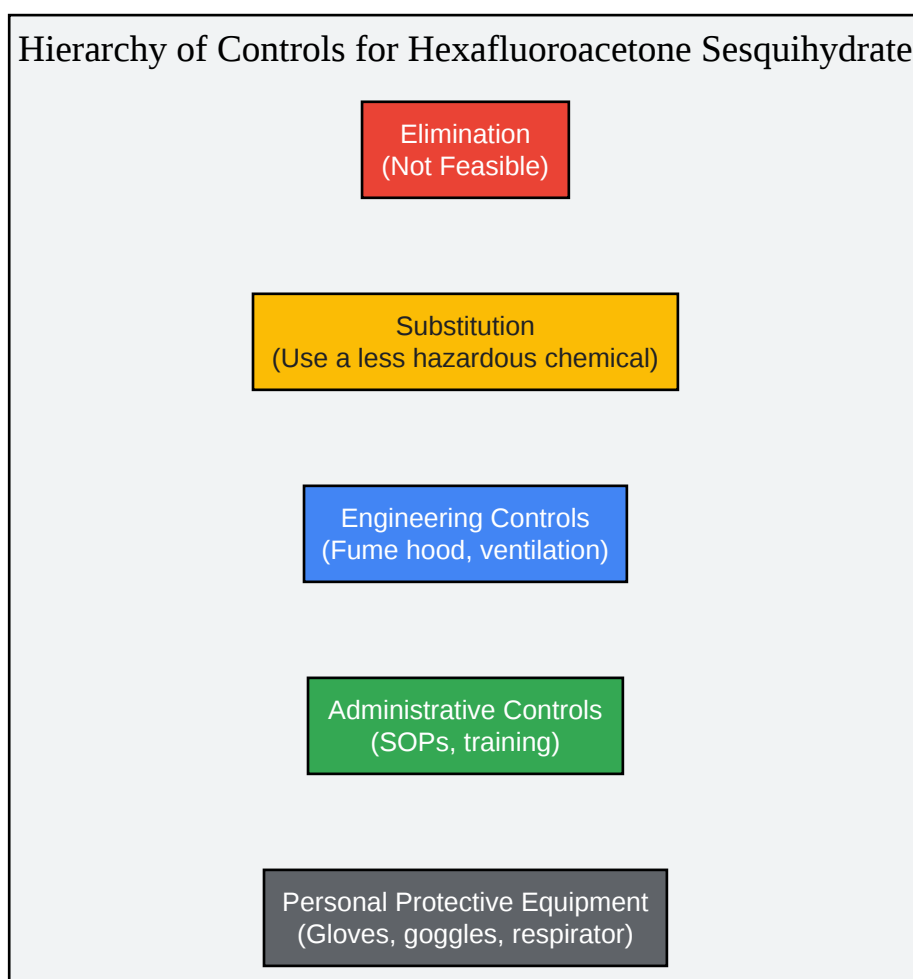 Hierarchy of Controls for Hexafluoroacetone Sesquihydrate
Elimination
(Not Feasible)
Substitution
(Use a less hazardous chemical)
Engineering Controls
(Fume hood, ventilation)
Administrative Controls
(SOPs, training)
Personal Protective Equipment
(Gloves, goggles, respirator)